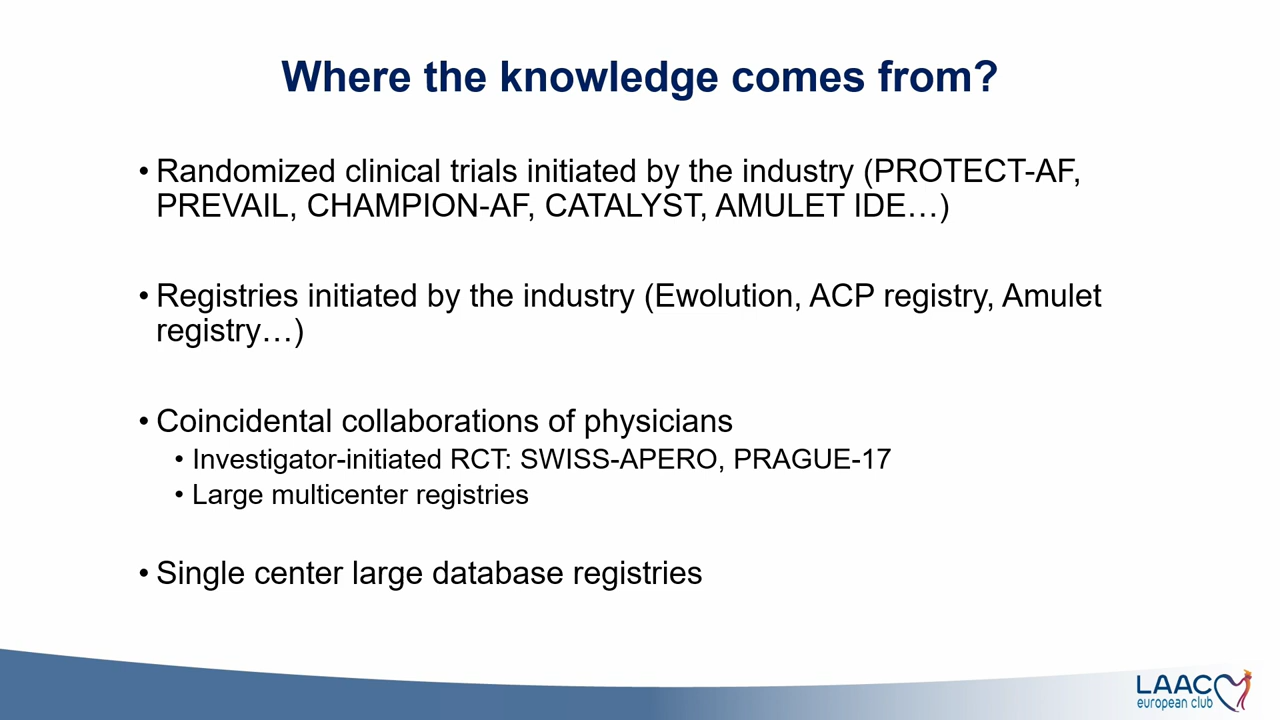 Where the knowledge comes from?
• Randomized clinical trials initiated by the industry (PROTECT-AF,
PREVAIL, CHAMPION-AF, CATALYST, AMULET IDE…)
• Registries initiated by the industry (Ewolution, ACP registry, Amulet
registry…)
• Coincidental collaborations of physicians
• Investigator-initiated RCT: SWISS-APERO, PRAGUE-17
• Large multicenter registries
• Single center large database registries
LAAC
european club